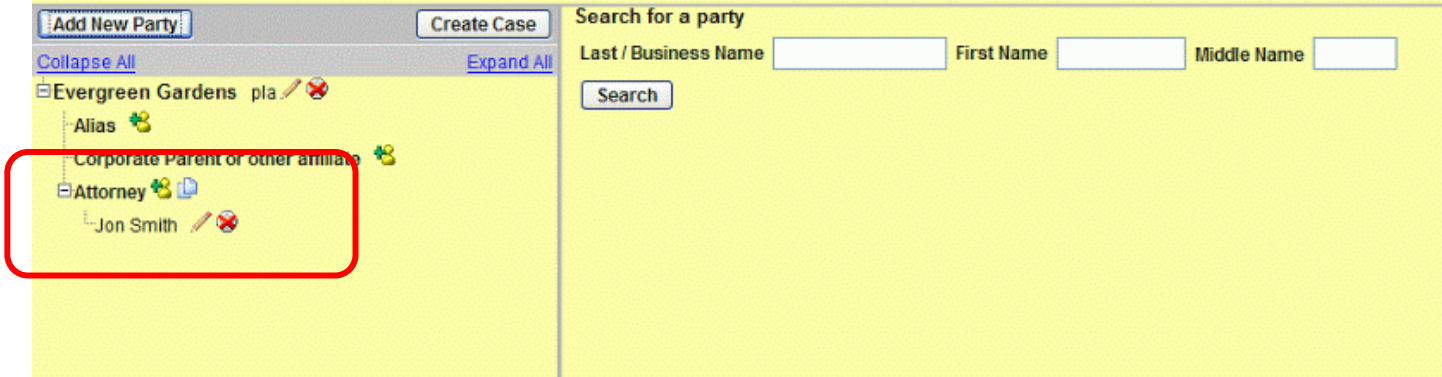 Add New Party Create Case
Collapse All Expand All
Evergreen Gardens pla
Alias
Corporate Parent or other affiliate
Attorney
Jon Smith
Search for a party
Last / Business Name First Name Middle Name
Search